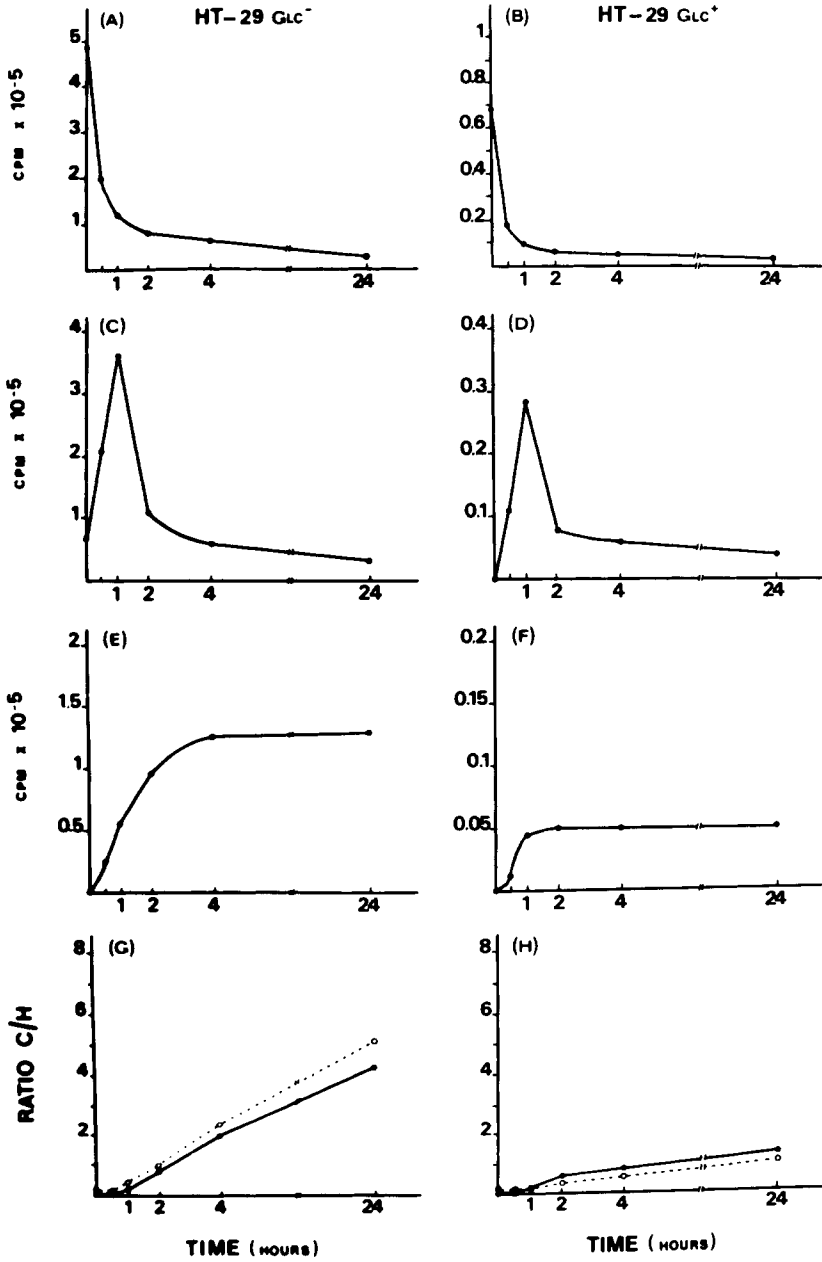 (A) HT-29 GLC-
(B) HT-29 GLC+
CPM x 10-5
5
4
3
2
1
1 2 4 24
1
0.8
0.6
0.4
0.2
1 2 4 24
(C)
CPM x 10-5
4
3
2
1
1 2 4 24
(D)
0.4
0.3
0.2
0.1
1 2 4 24
(E)
CPM x 10-5
2
1.5
1
0.5
1 2 4 24
(F)
0.2
0.15
0.1
0.05
1 2 4 24
(G)
RATIO C/H
8
6
4
2
1 2 4 24
TIME (HOURS)
(H)
8
6
4
2
1 2 4 24
TIME (HOURS)